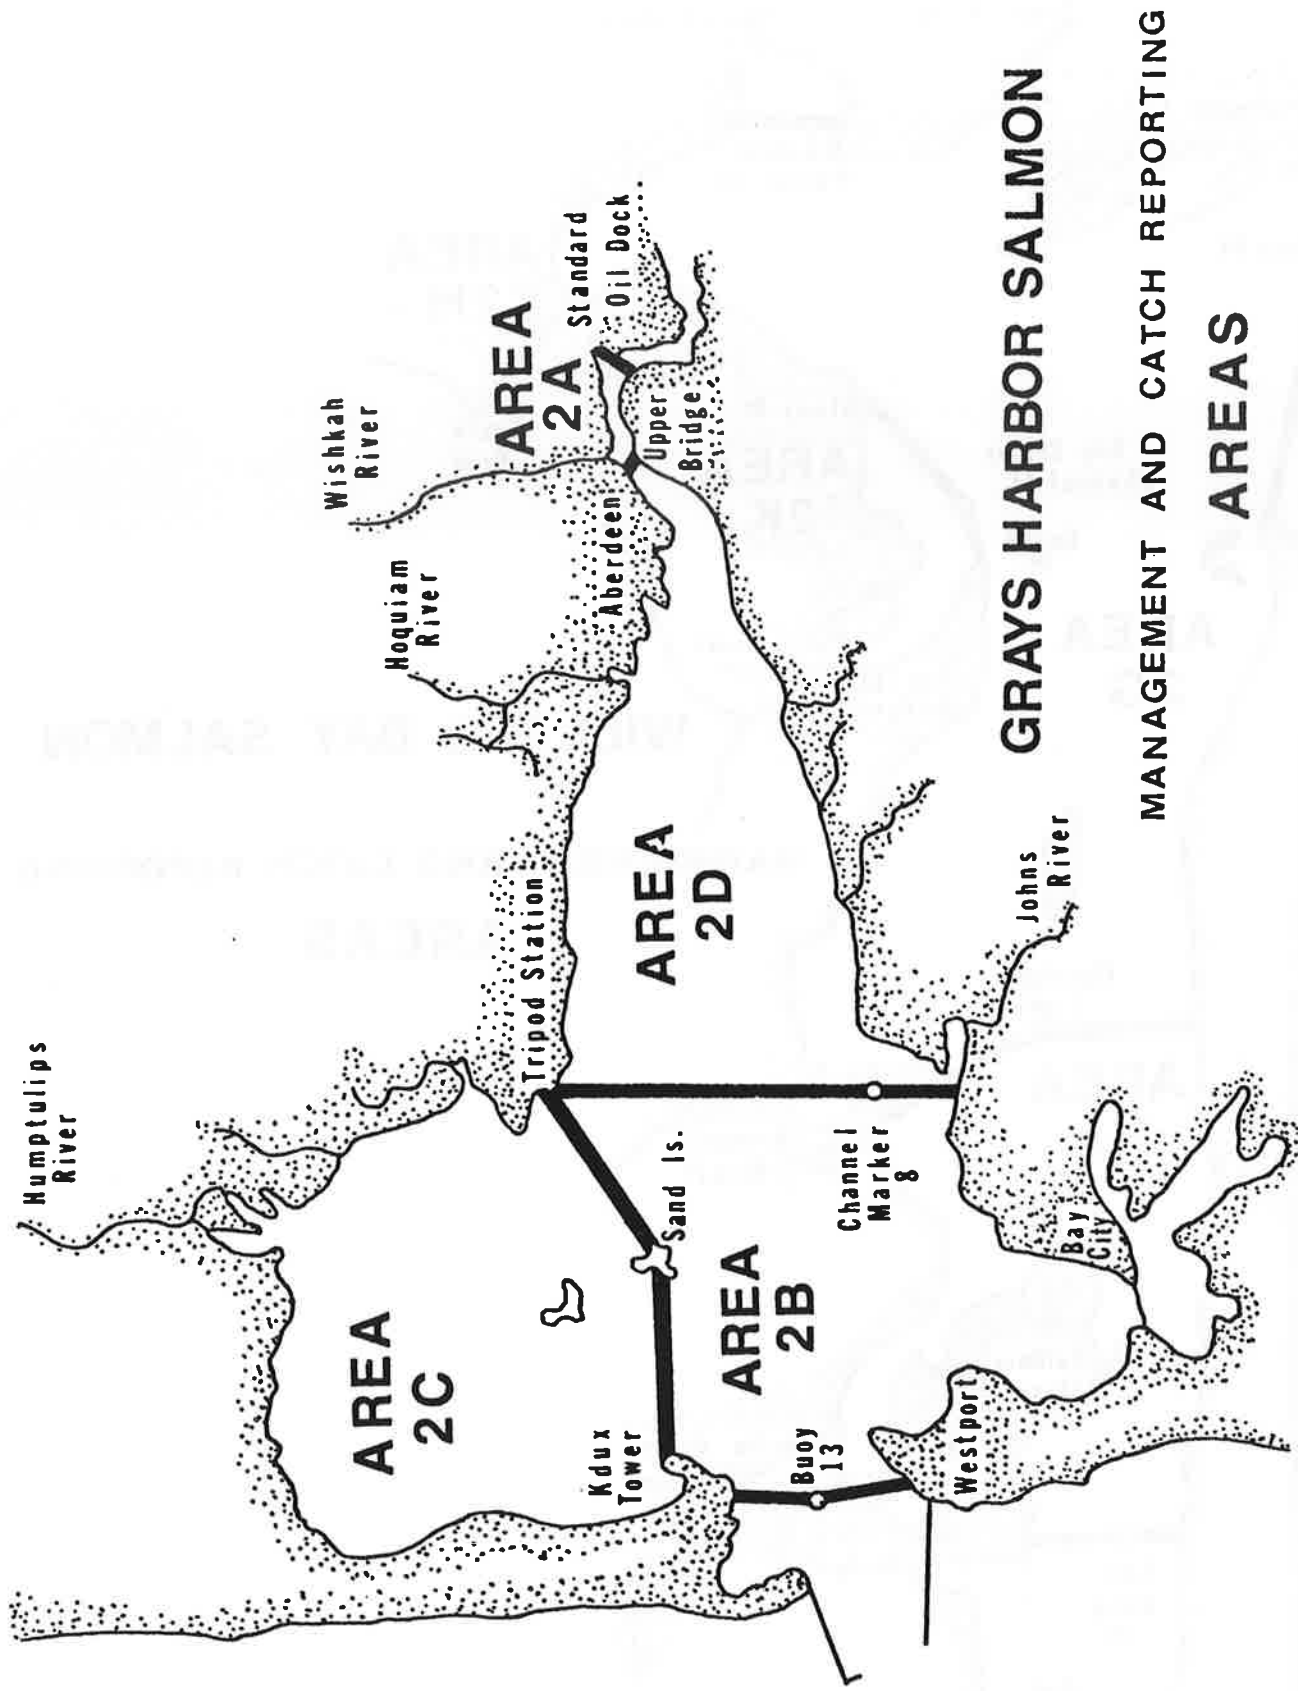 Humptulips
River
Wishkah
River
Hoquiam
River
AREA
2A
Standard
Oil Dock
Upper
Bridge
Aberdeen
Tripod Station
AREA
2C
AREA
2D
Sand Is.
Kdux
Tower
AREA
2B
Channel
Marker
8
Buoy
13
Johns
River
Bay
City
Westport
GRAYS HARBOR SALMON
MANAGEMENT AND CATCH REPORTING
AREAS